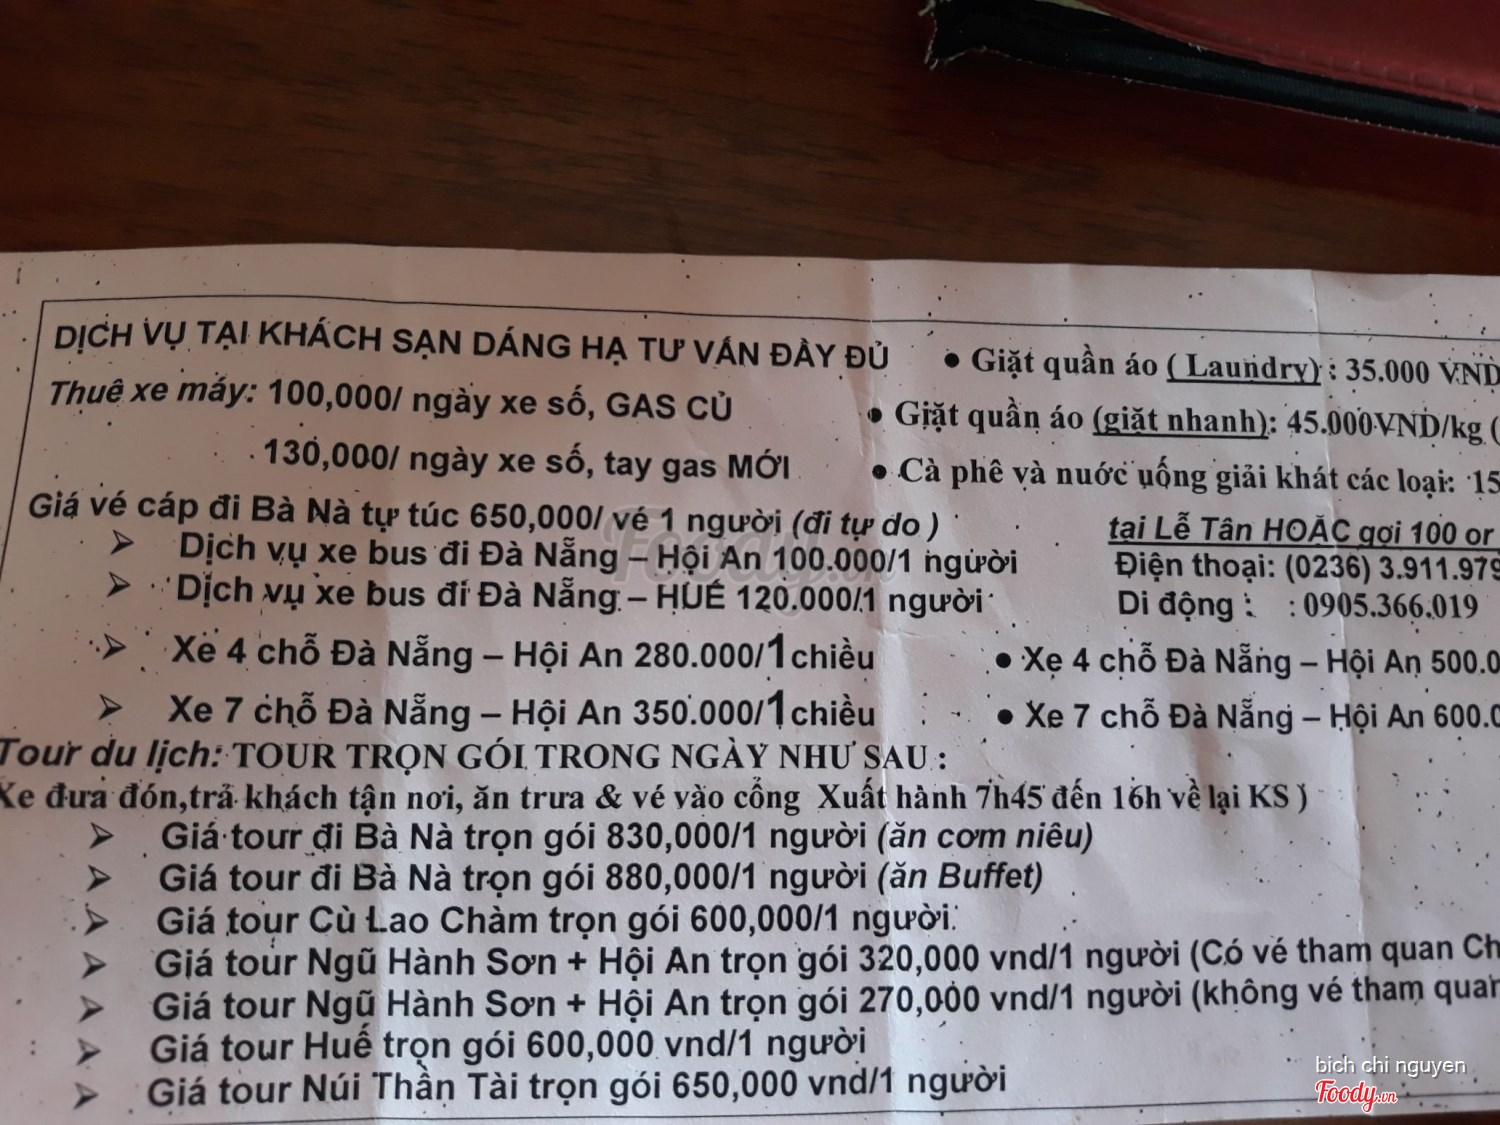 DỊCH VỤ TẠI KHÁCH SẠN DÁNG HẠ TƯ VẤN ĐẦY ĐỦ
Thuê xe máy: 100,000/ ngày xe số, GAS CỦ
130,000/ ngày xe số, tay gas MỚI
Giá vé cáp đi Bà Nà tự túc 650,000/ vé 1 người (đi tự do )
➢ Dịch vụ xe bus đi Đà Nẵng – Hội An 100.000/1 người
➢ Dịch vụ xe bus đi Đà Nẵng – HUÉ 120.000/1 người
➢ Xe 4 chỗ Đà Nẵng – Hội An 280.000/1chiều
➢ Xe 7 chỗ Đà Nẵng – Hội An 350.000/1chiều
● Giặt quần áo ( Laundry) : 35.000 VND
● Giặt quần áo (giặt nhanh): 45.000VND/kg (
● Cà phê và nước uống giải khát các loại: 15
tại Lễ Tân HOẶC gọi 100 or
Điện thoại: (0236) 3.911.979
Di động : : 0905.366.019
● Xe 4 chỗ Đà Nẵng – Hội An 500.0
● Xe 7 chỗ Đà Nẵng – Hội An 600.0
Tour du lịch: TOUR TRỌN GÓI TRONG NGÀY NHƯ SAU :
Xe đưa đón,trả khách tận nơi, ăn trưa & vé vào cổng Xuất hành 7h45 đến 16h về lại KS )
➢ Giá tour đi Bà Nà trọn gói 830,000/1 người (ăn cơm niêu)
➢ Giá tour đi Bà Nà trọn gói 880,000/1 người (ăn Buffet)
➢ Giá tour Cù Lao Chàm trọn gói 600,000/1 người
➢ Giá tour Ngũ Hành Sơn + Hội An trọn gói 320,000 vnd/1 người (Có vé tham quan Ch
➢ Giá tour Ngũ Hành Sơn + Hội An trọn gói 270,000 vnd/1 người (không vé tham quan
➢ Giá tour Huế trọn gói 600,000 vnd/1 người
➢ Giá tour Núi Thần Tài trọn gói 650,000 vnd/1 người
Foody.vn
bich chi nguyen
Foody.vn